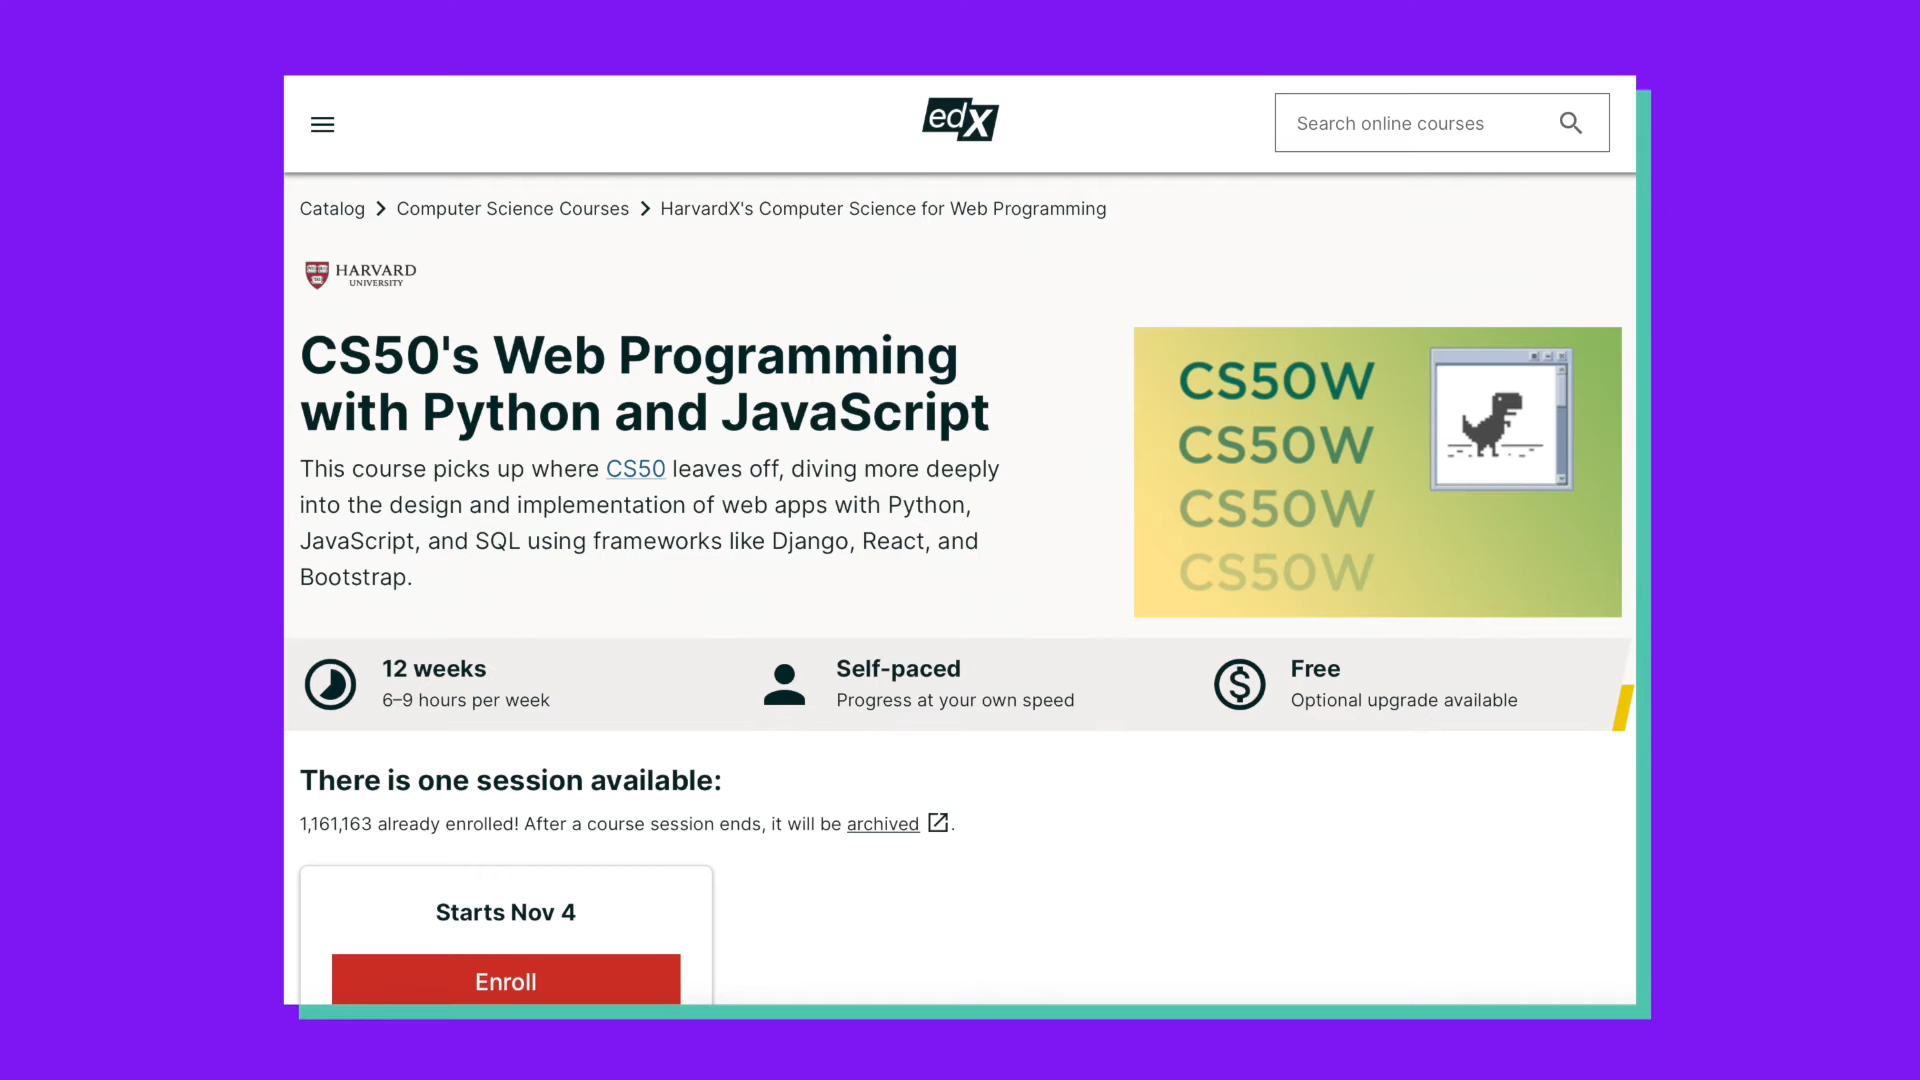 edX
Search online courses
Catalog > Computer Science Courses > HarvardX's Computer Science for Web Programming
HARVARD
UNIVERSITY
CS50's Web Programming
with Python and JavaScript
This course picks up where CS50 leaves off, diving more deeply
into the design and implementation of web apps with Python,
JavaScript, and SQL using frameworks like Django, React, and
Bootstrap.
CS50W
CS50W
CS50W
CS50W
12 weeks
6–9 hours per week
Self-paced
Progress at your own speed
Free
Optional upgrade available
There is one session available:
1,161,163 already enrolled! After a course session ends, it will be archived.
Starts Nov 4
Enroll